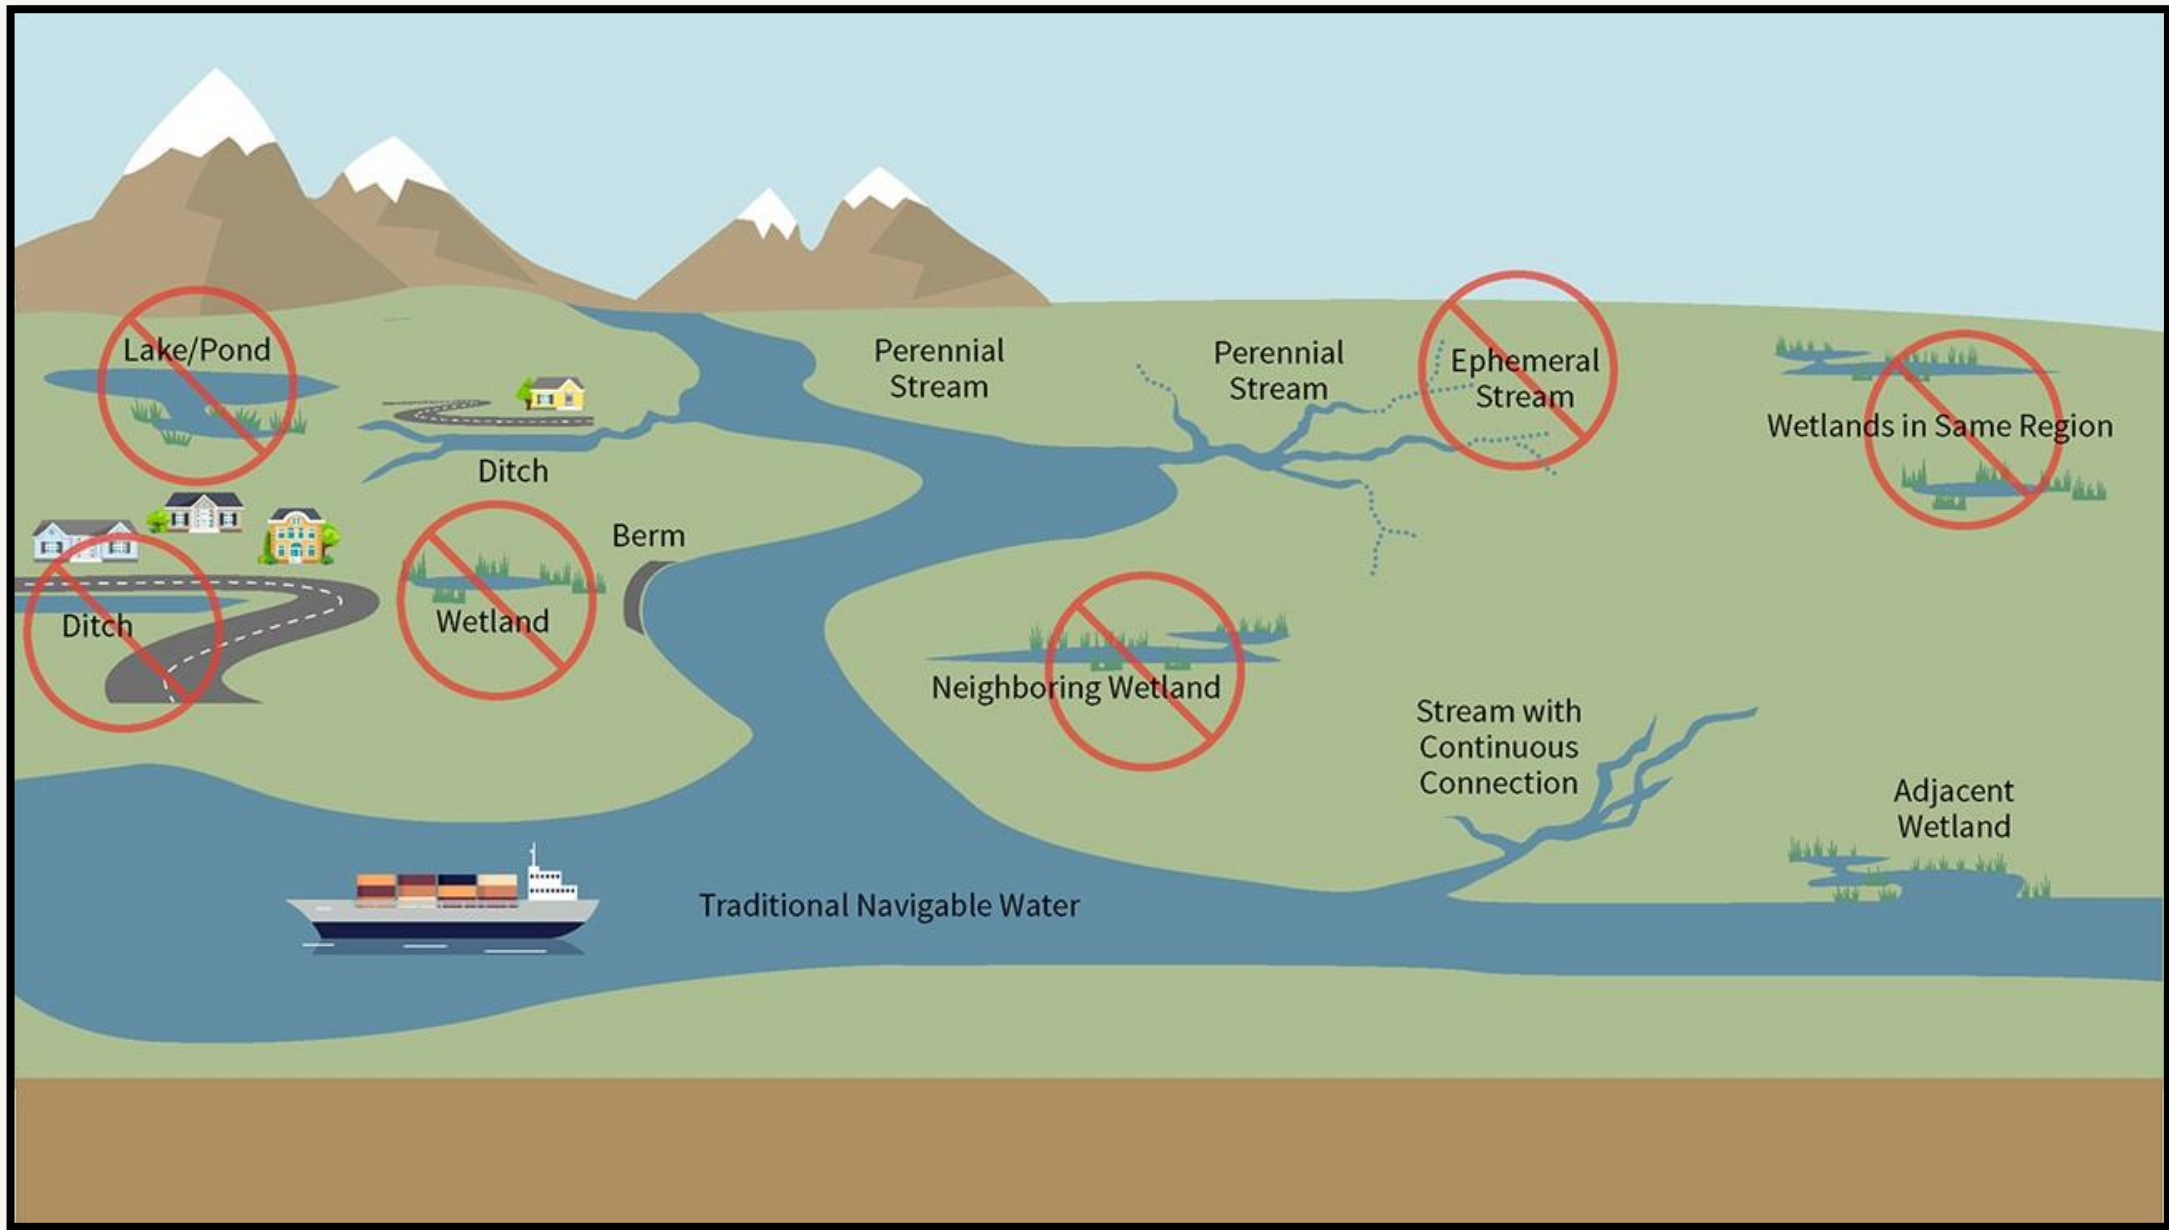 Lake/Pond
Perennial
Stream
Perennial
Stream
Ephemeral
Stream
Wetlands in Same Region
Ditch
Berm
Ditch
Wetland
Neighboring Wetland
Stream with
Continuous
Connection
Adjacent
Wetland
Traditional Navigable Water